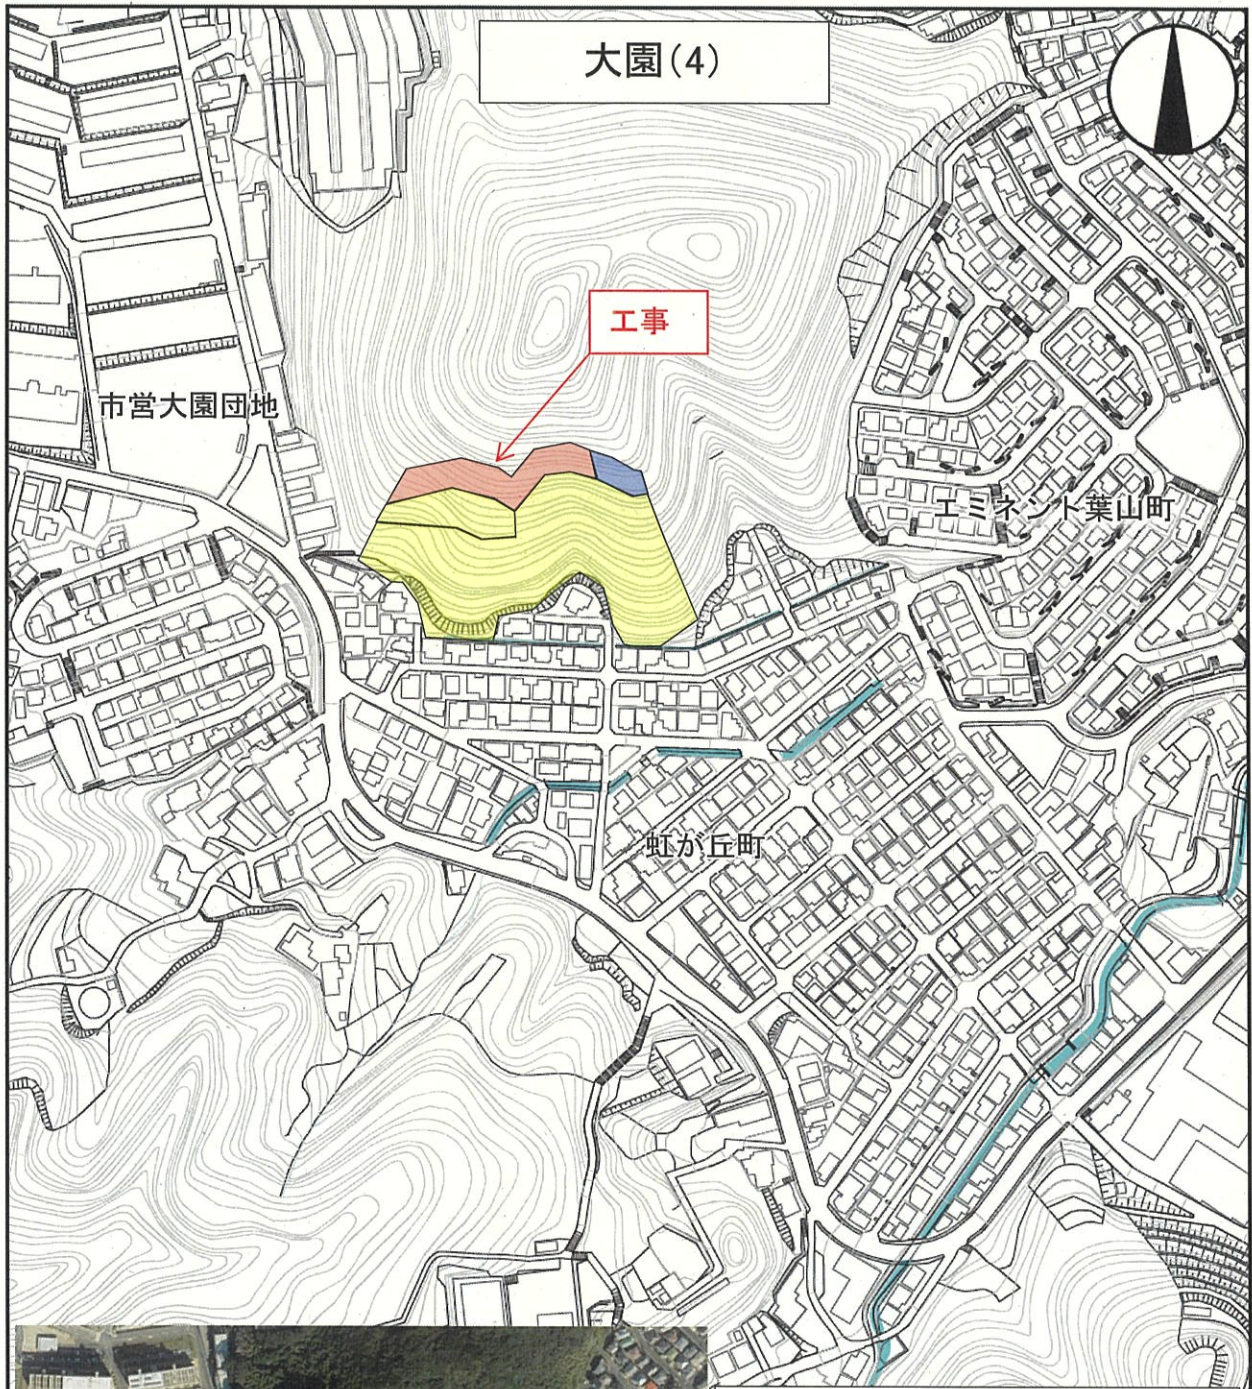 大園(4)
工事
市営大園団地
エミネント葉山町
虹が丘町